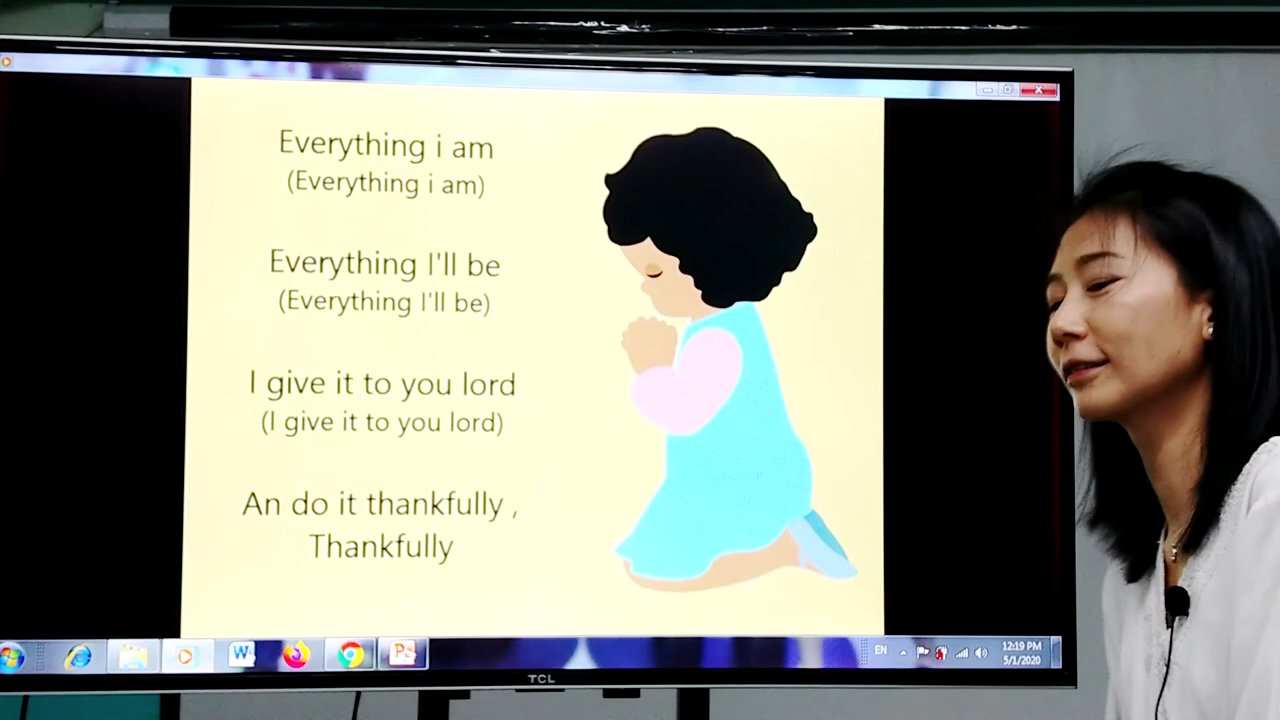 Everything i am
(Everything i am)
Everything I'll be
(Everything I'll be)
I give it to you lord
(I give it to you lord)
An do it thankfully ,
Thankfully
EN
12:19 PM
5/1/2020
TCL